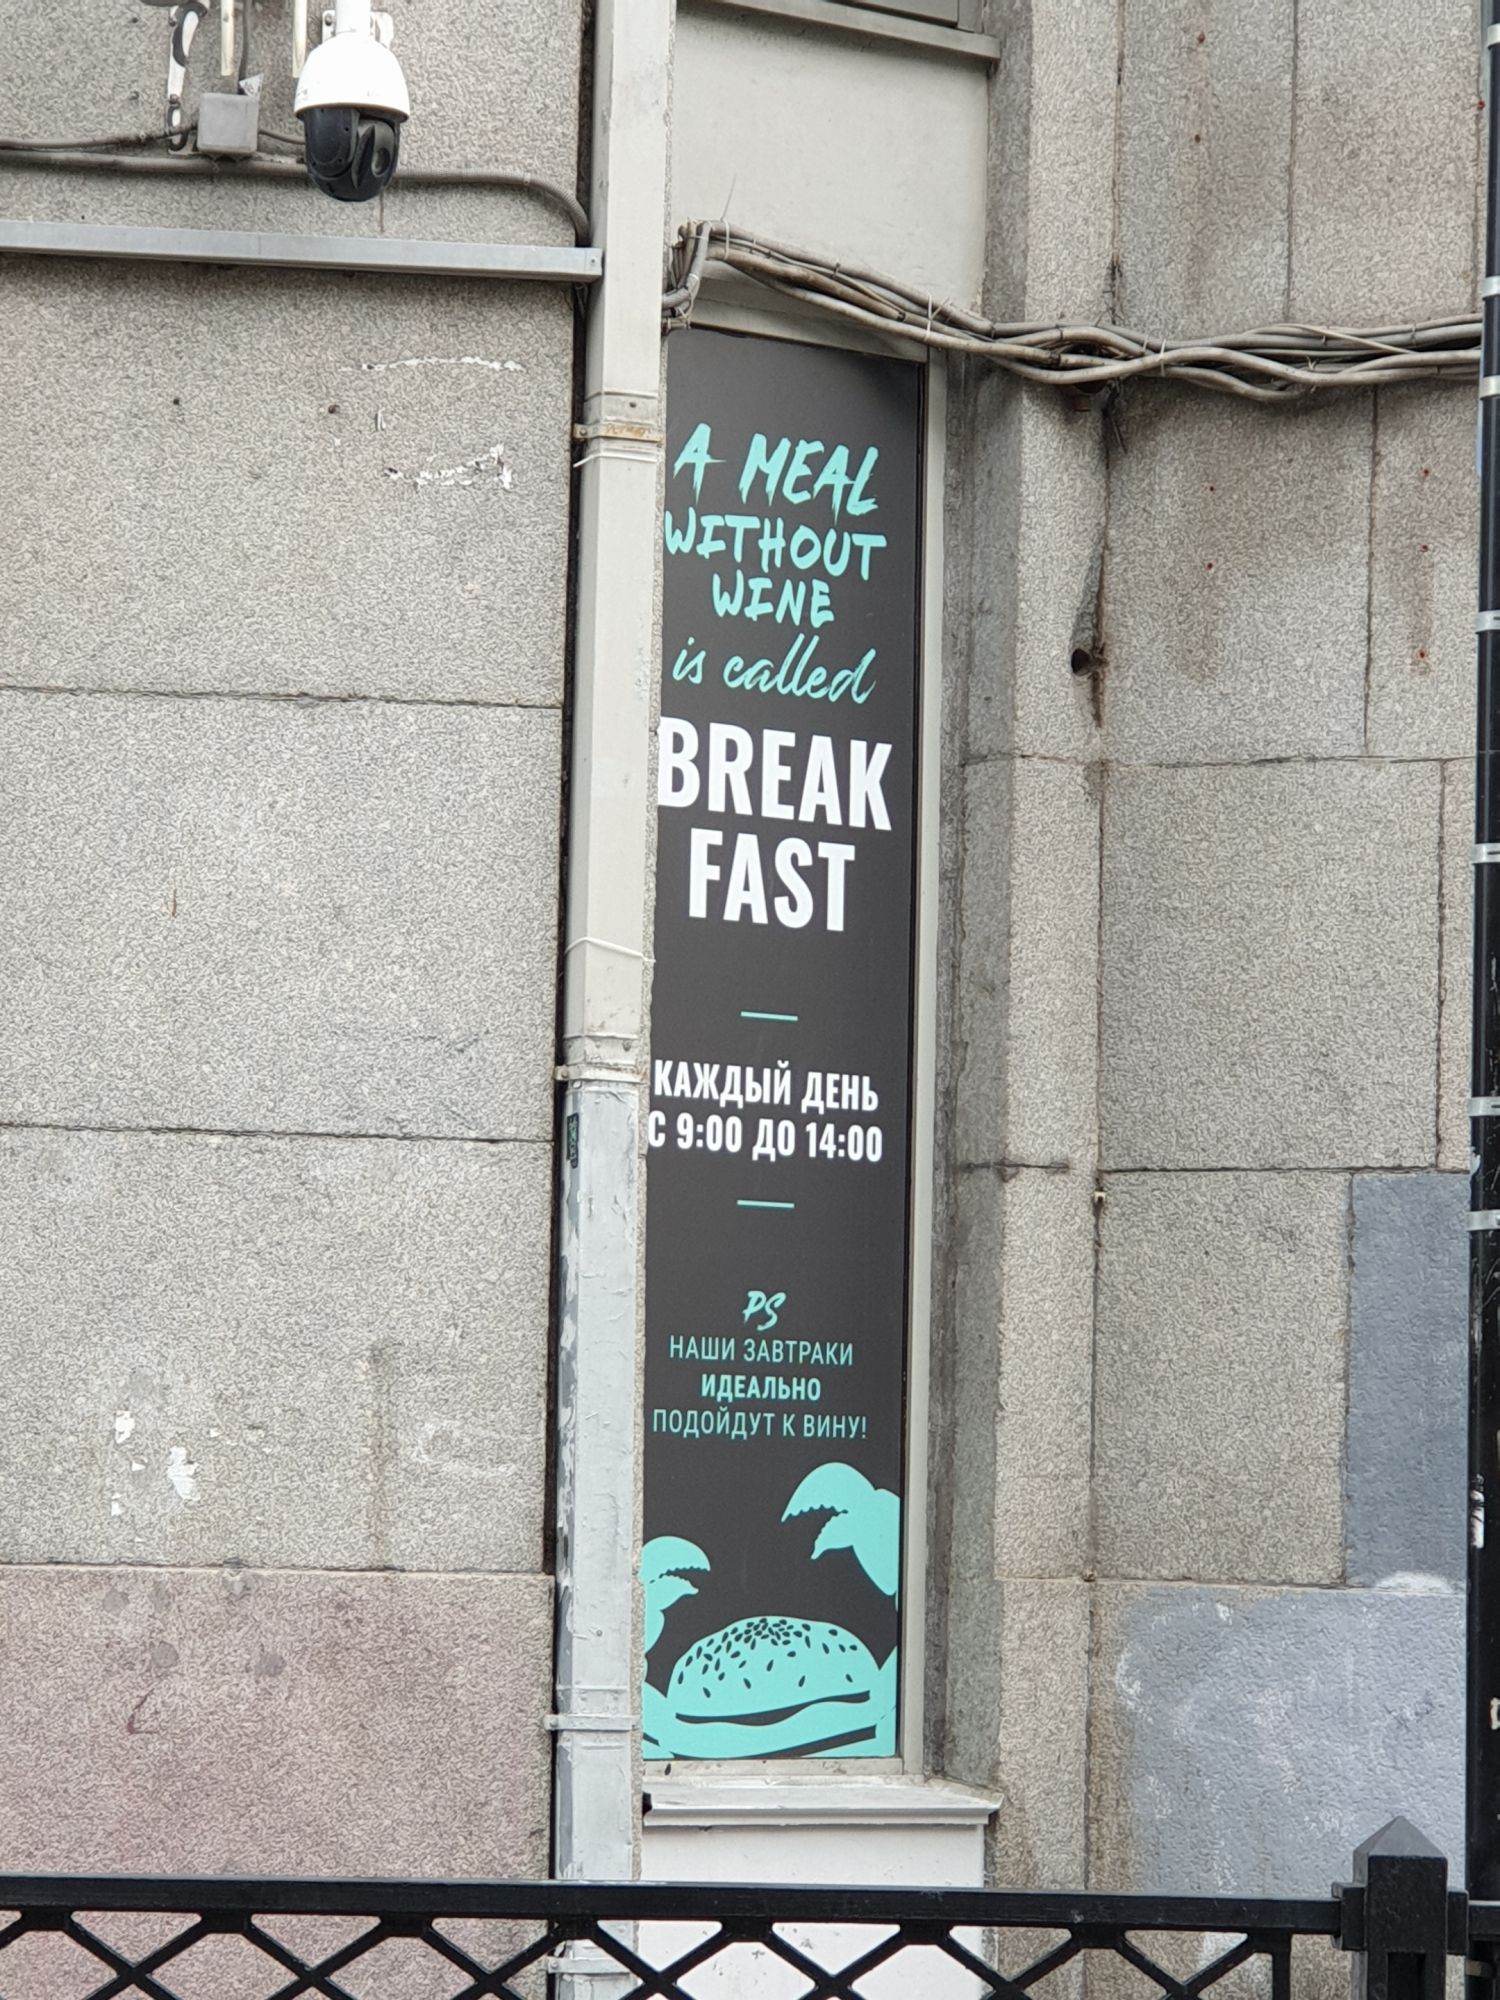 A MEAL
WITHOUT
WINE
is called
BREAK
FAST
КАЖДЫЙ ДЕНЬ
С 9:00 ДО 14:00
PS
НАШИ ЗАВТРАКИ
ИДЕАЛЬНО
ПОДОЙДУТ К ВИНУ!